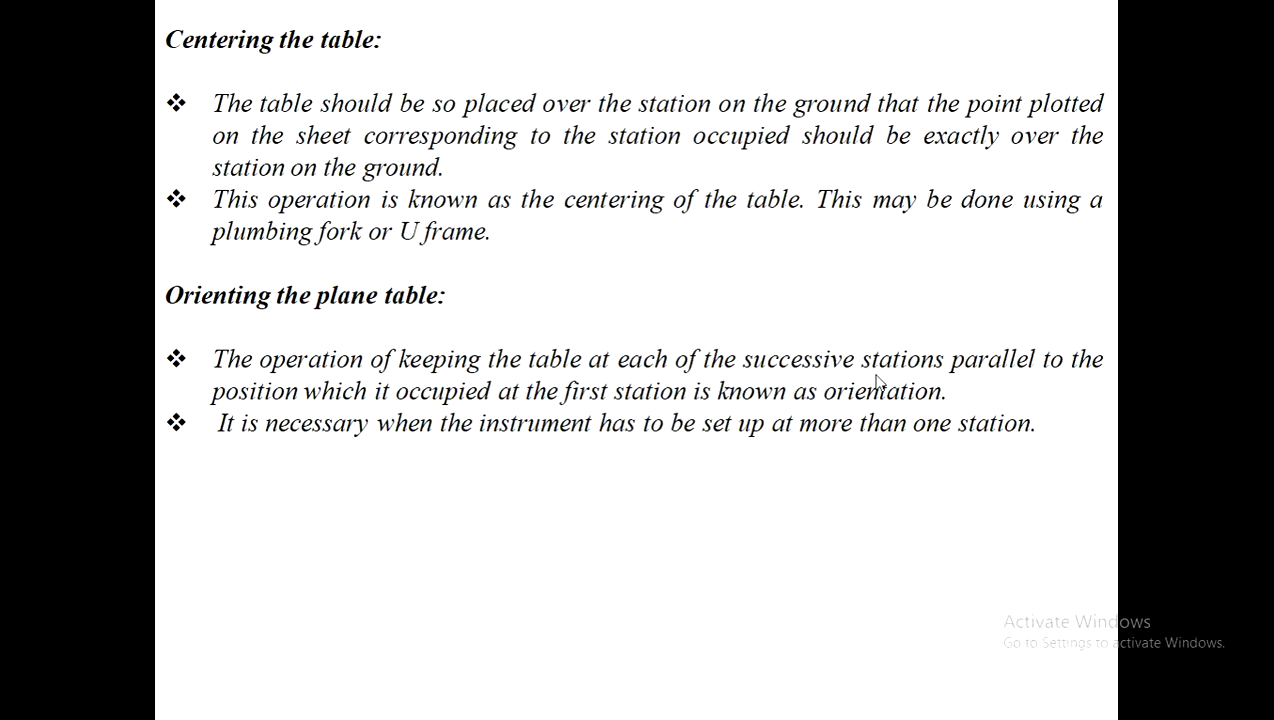 Centering the table:
❖ The table should be so placed over the station on the ground that the point plotted
on the sheet corresponding to the station occupied should be exactly over the
station on the ground.
❖ This operation is known as the centering of the table. This may be done using a
plumbing fork or U frame.
Orienting the plane table:
❖ The operation of keeping the table at each of the successive stations parallel to the
position which it occupied at the first station is known as orientation.
❖ It is necessary when the instrument has to be set up at more than one station.
Activate Windows
Go to Settings to activate Windows.